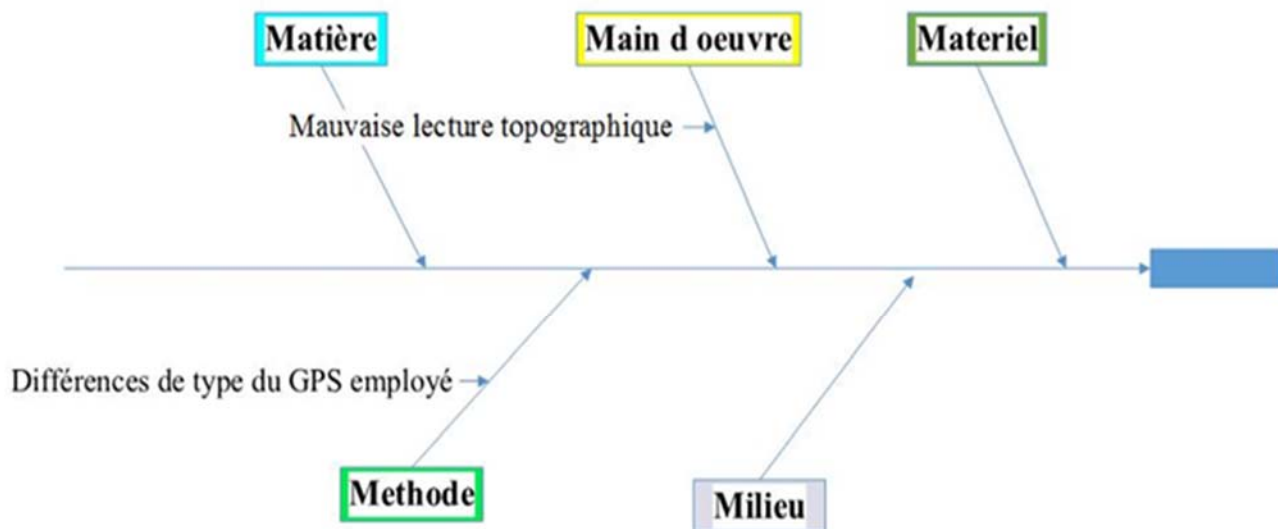 Matière
Main d oeuvre
Materiel
Mauvaise lecture topographique
Différences de type du GPS employé
Methode
Milieu